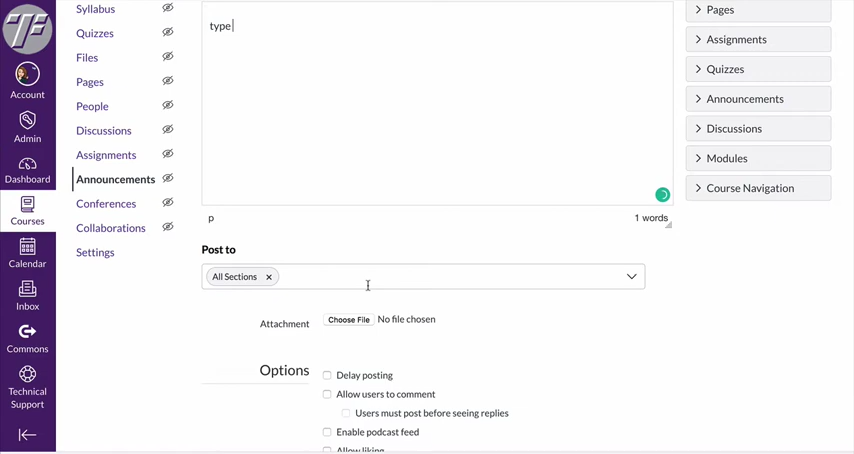 TF
Account
Admin
Dashboard
Courses
Calendar
Inbox
Commons
Technical
Support
Syllabus
Quizzes
Files
Pages
People
Discussions
Assignments
Announcements
Conferences
Collaborations
Settings
type
p
1 words
Post to
All Sections ×
Attachment
Choose File No file chosen
Options
Delay posting
Allow users to comment
Users must post before seeing replies
Enable podcast feed
Allow liking
Pages
Assignments
Quizzes
Announcements
Discussions
Modules
Course Navigation